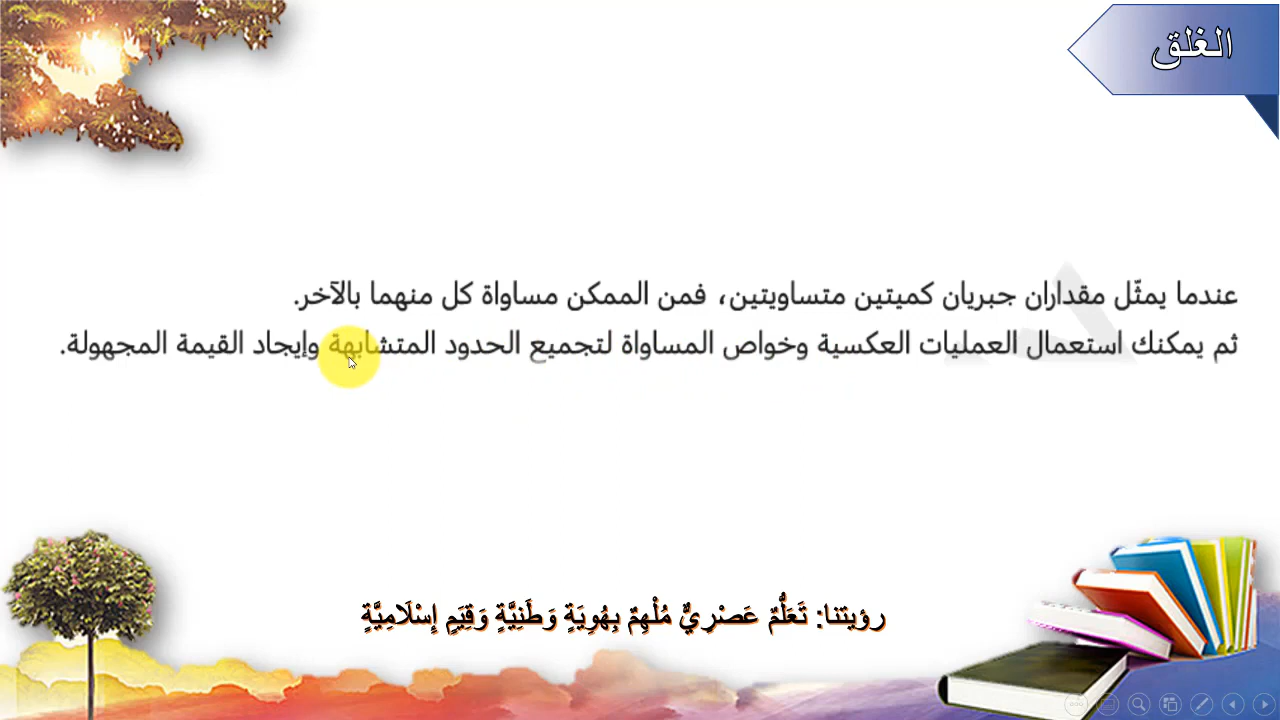 الغلق
عندما يمثّل مقداران جبريان كميتين متساويتين، فمن الممكن مساواة كل منهما بالآخر.
ثم يمكنك استعمال العمليات العكسية وخواص المساواة لتجميع الحدود المتشابهة وإيجاد القيمة المجهولة.
رؤيتنا: تَعَلُّمٌ عَصْرِيٌّ مُلْهِمٌ بِهُوِيَةٍ وَطَنِيَّةٍ وَقِيَمٍ إِسْلَامِيَّةٍ